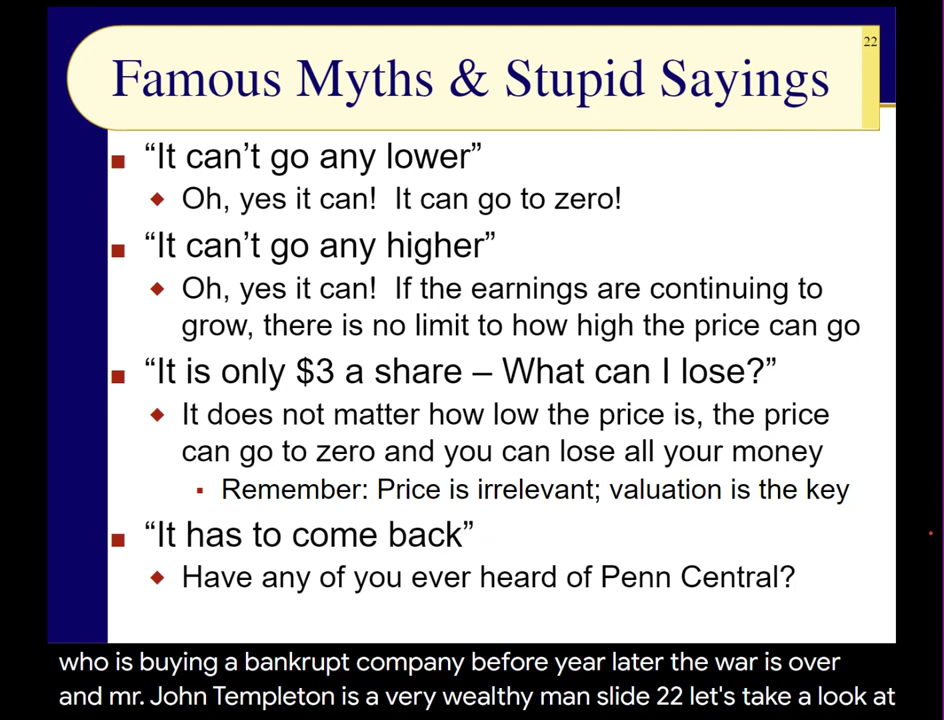 22
Famous Myths & Stupid Sayings
“It can’t go any lower”
Oh, yes it can! It can go to zero!
“It can’t go any higher”
Oh, yes it can! If the earnings are continuing to
grow, there is no limit to how high the price can go
“It is only $3 a share – What can I lose?”
It does not matter how low the price is, the price
can go to zero and you can lose all your money
Remember: Price is irrelevant; valuation is the key
“It has to come back”
Have any of you ever heard of Penn Central?
who is buying a bankrupt company before year later the war is over
and mr. John Templeton is a very wealthy man slide 22 let's take a look at